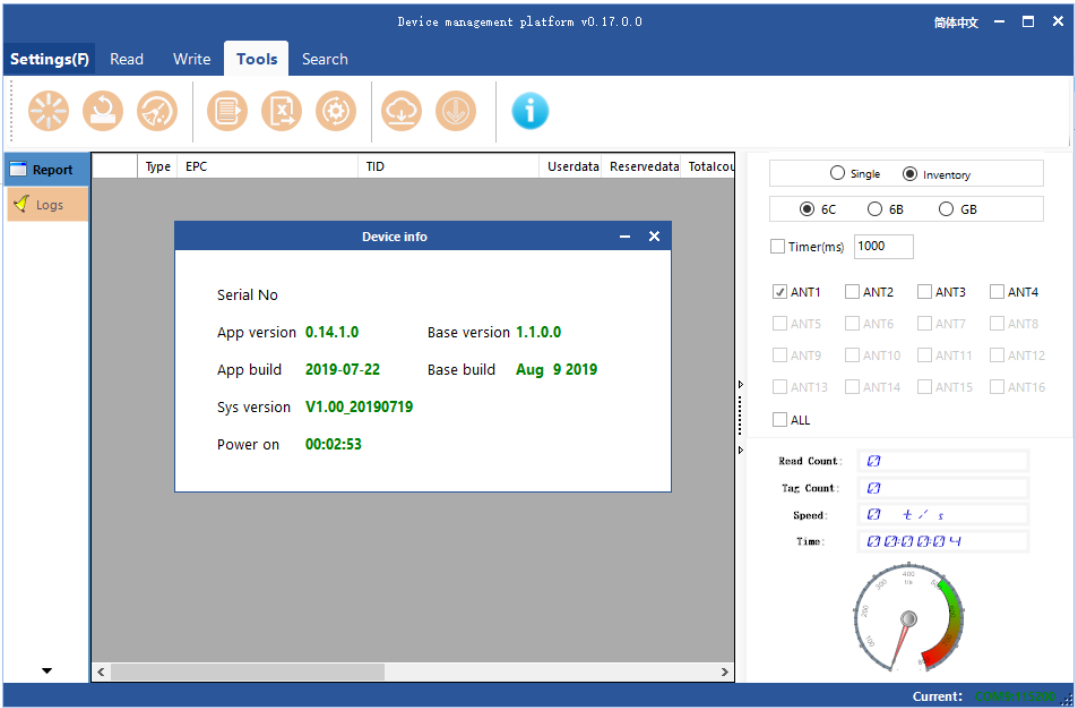 Device management platform v0.17.0.0
简体中文
Settings(F) Read Write Tools Search
Report
Logs
Type EPC TID Userdata Reservedata Totalcou
Device info
Serial No
App version 0.14.1.0 Base version 1.1.0.0
App build 2019-07-22 Base build Aug 9 2019
Sys version V1.00_20190719
Power on 00:02:53
Single Inventory
6C 6B GB
Timer(ms) 1000
ANT1 ANT2 ANT3 ANT4
ANT5 ANT6 ANT7 ANT8
ANT9 ANT10 ANT11 ANT12
ANT13 ANT14 ANT15 ANT16
ALL
Read Count: 0
Tag Count: 0
Speed: 0 t/s
Time: 00:00:04
100 200 300 400
t/s
Current: